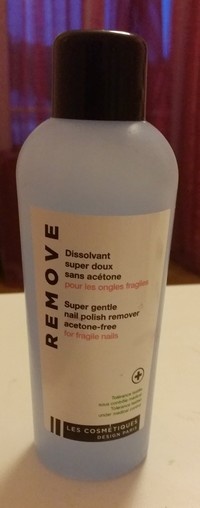 REMOVE
Dissolvant
super doux
sans acétone
pour les ongles fragiles
Super gentle
nail polish remover
acetone-free
for fragile nails
LES COSMÉTIQUES
DESIGN PARIS